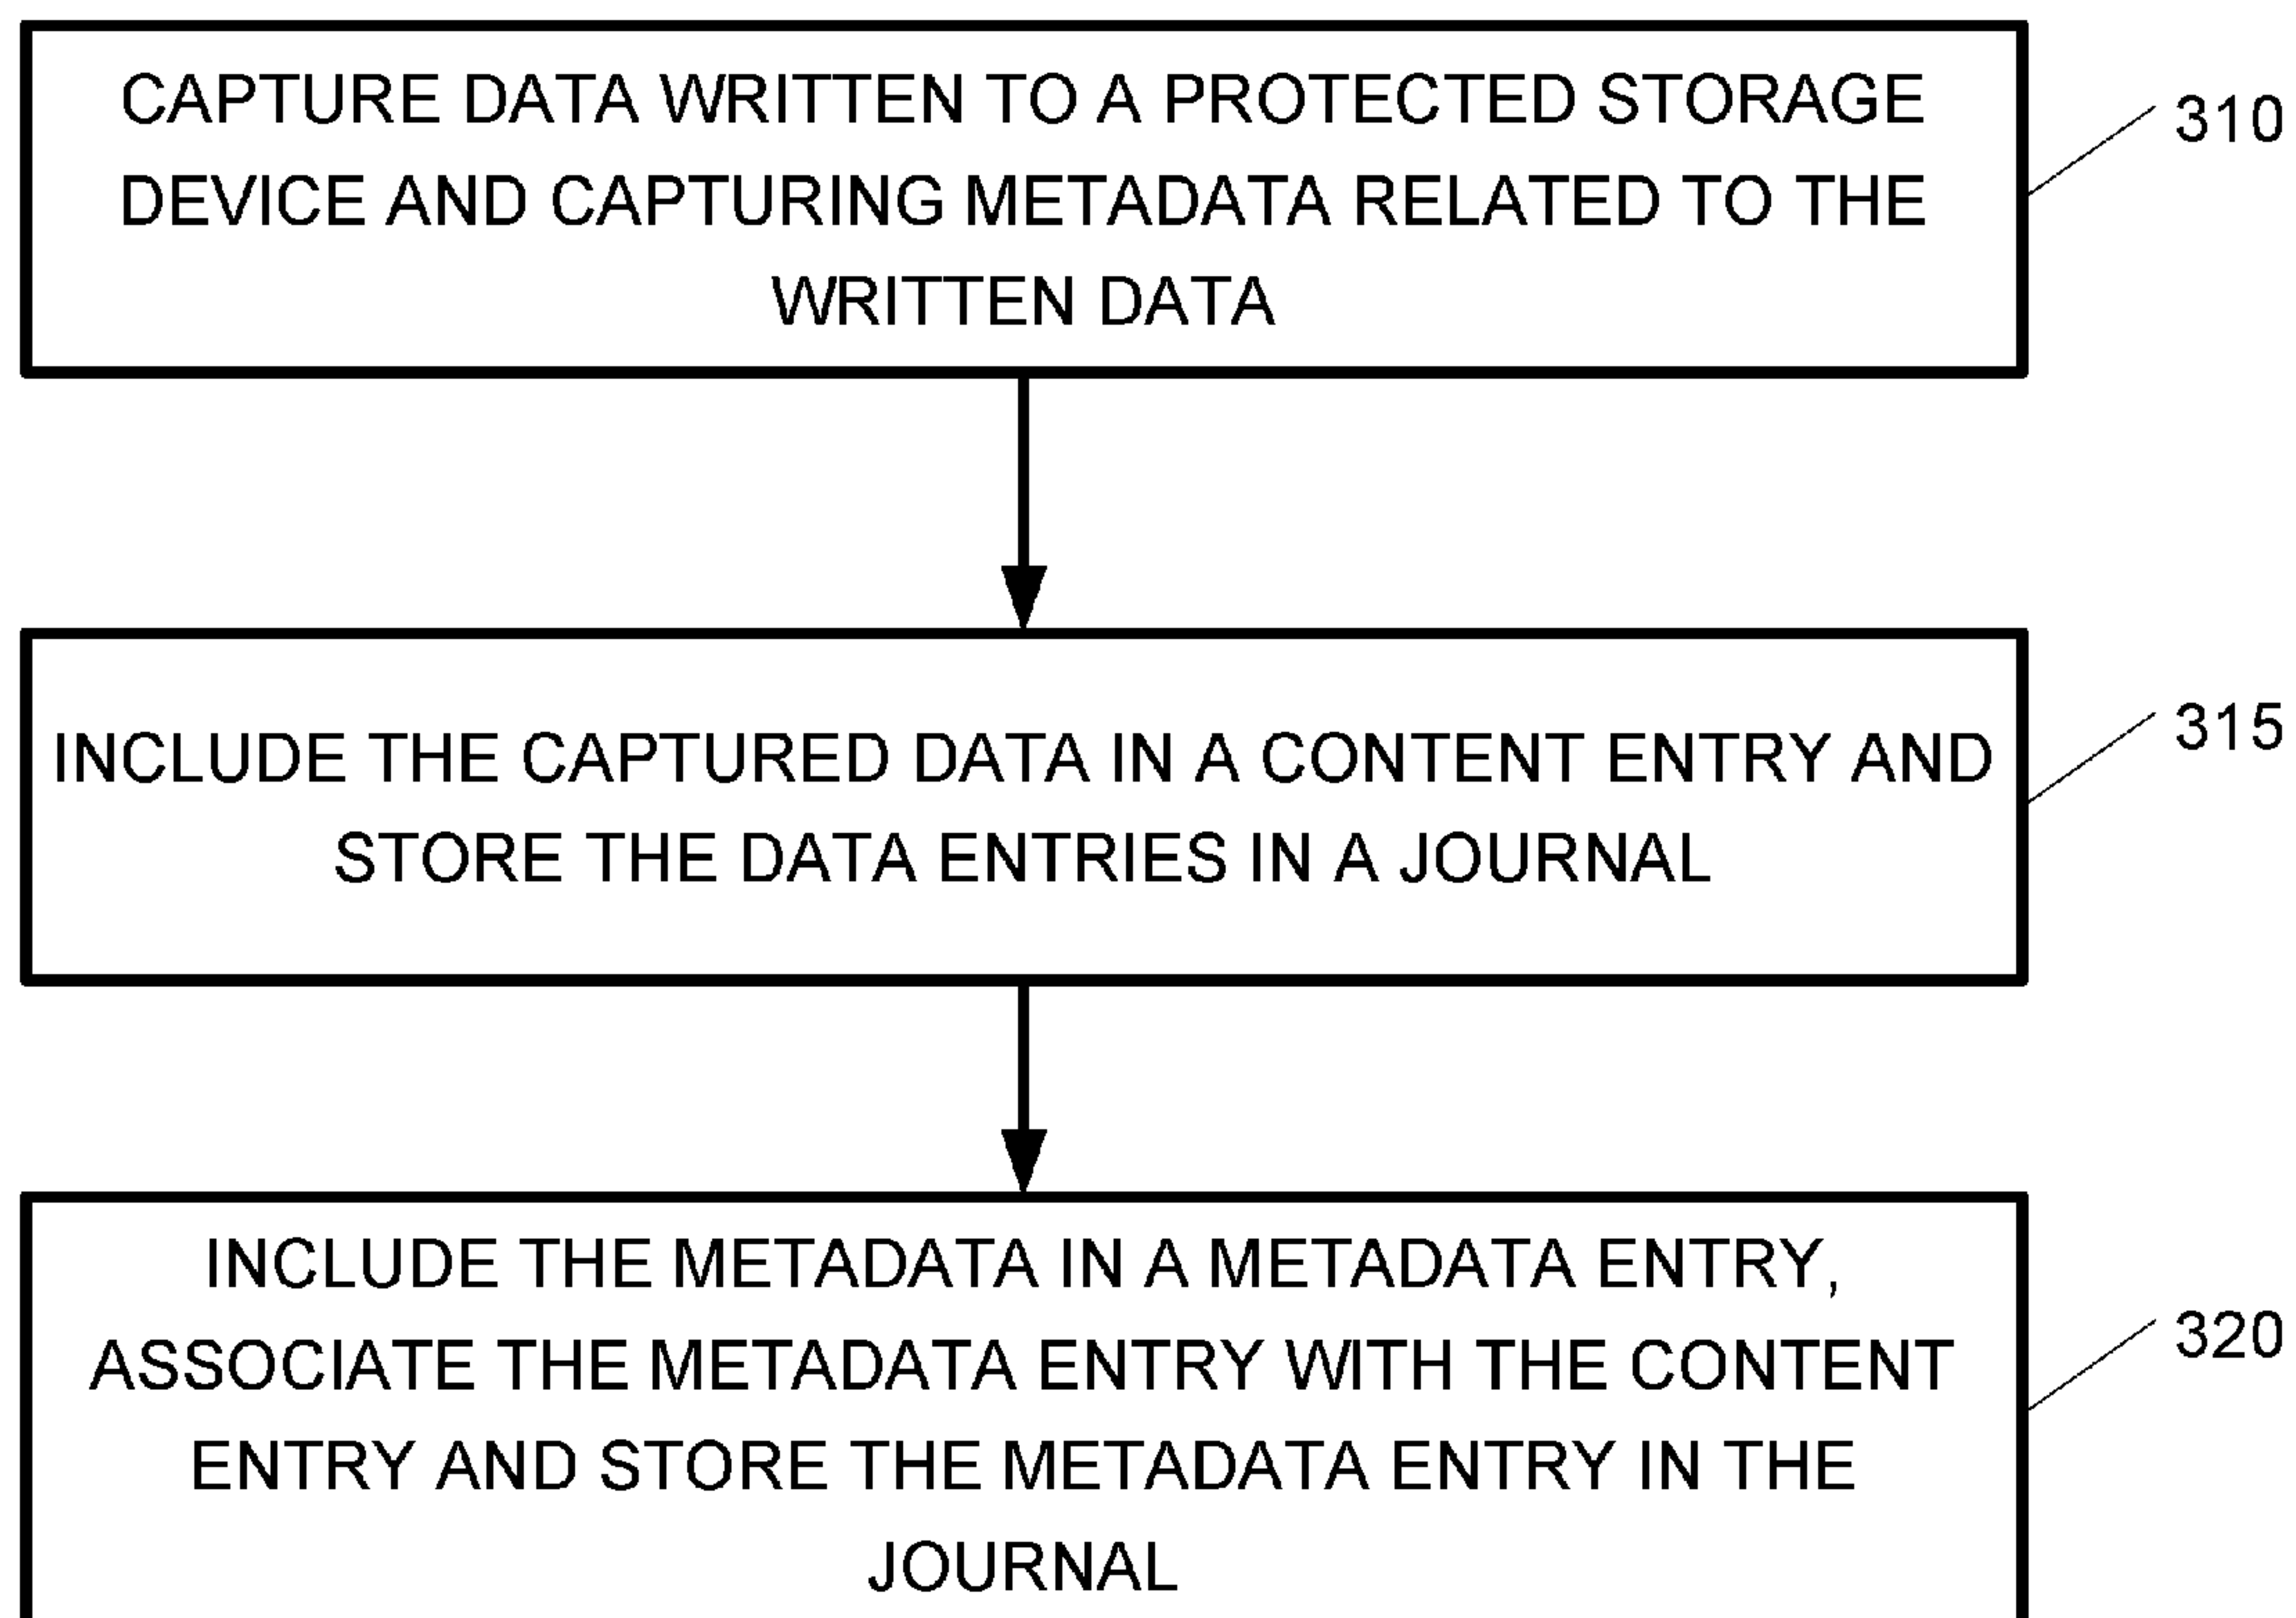 CAPTURE DATA WRITTEN TO A PROTECTED STORAGE
DEVICE AND CAPTURING METADATA RELATED TO THE
WRITTEN DATA
310
INCLUDE THE CAPTURED DATA IN A CONTENT ENTRY AND
STORE THE DATA ENTRIES IN A JOURNAL
315
INCLUDE THE METADATA IN A METADATA ENTRY,
ASSOCIATE THE METADATA ENTRY WITH THE CONTENT
ENTRY AND STORE THE METADATA ENTRY IN THE
JOURNAL
320